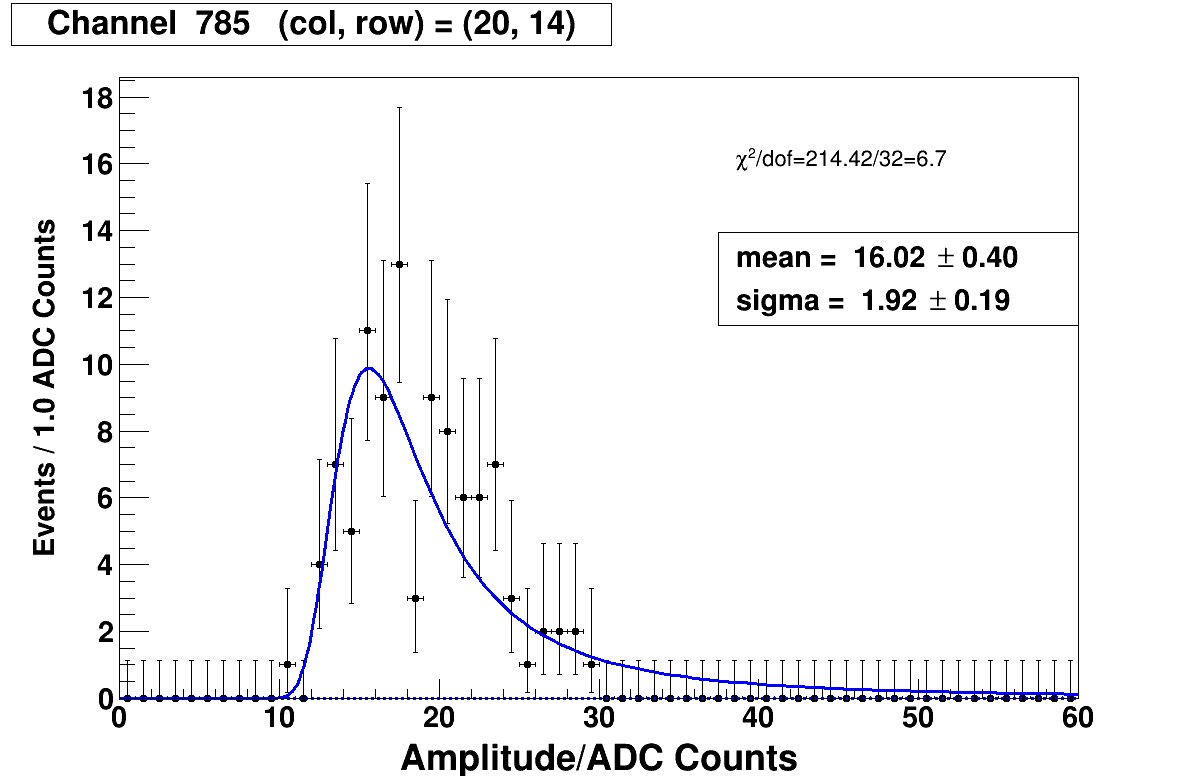 Channel 785 (col, row) = (20, 14)
18
16
14
12
10
8
6
4
2
0
χ²/dof=214.42/32=6.7
mean = 16.02 ± 0.40
sigma = 1.92 ± 0.19
Events / 1.0 ADC Counts
0 10 20 30 40 50 60
Amplitude/ADC Counts